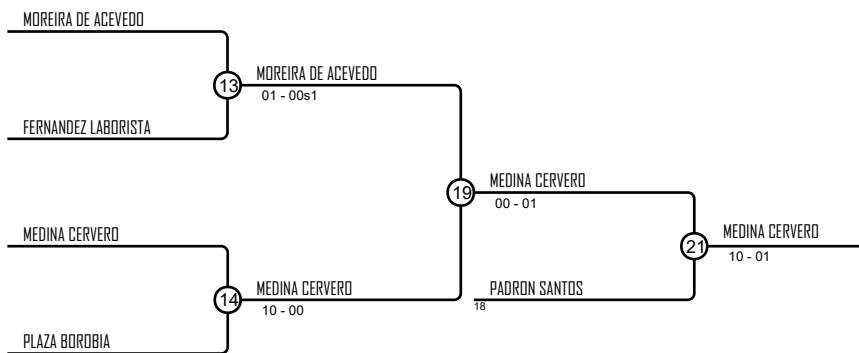 MOREIRA DE ACEVEDO
13
MOREIRA DE ACEVEDO
01 - 00s1
FERNANDEZ LABORISTA
19
MEDINA CERVERO
00 - 01
MEDINA CERVERO
21
MEDINA CERVERO
10 - 01
14
MEDINA CERVERO
10 - 00
PADRON SANTOS
18
PLAZA BOROBIA